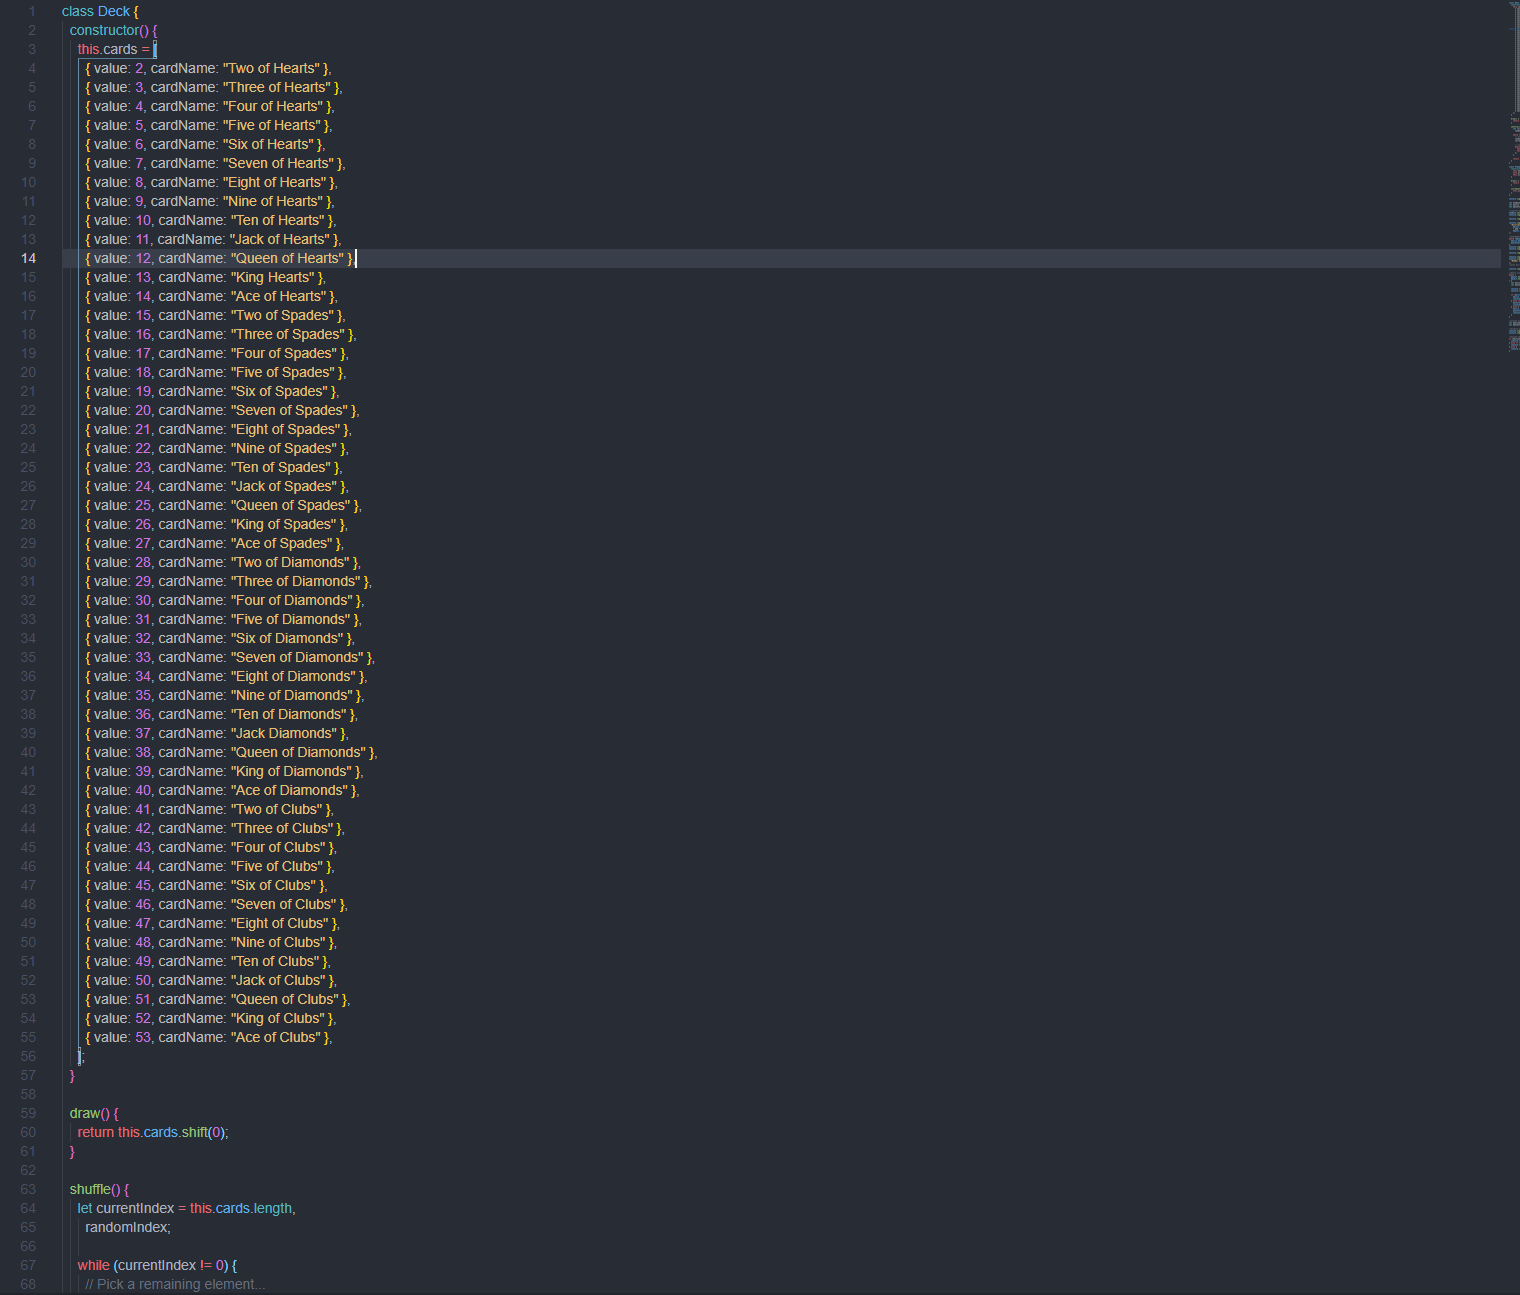 1 class Deck {
2 constructor() {
3 this.cards = [
4 { value: 2, cardName: "Two of Hearts" },
5 { value: 3, cardName: "Three of Hearts" },
6 { value: 4, cardName: "Four of Hearts" },
7 { value: 5, cardName: "Five of Hearts" },
8 { value: 6, cardName: "Six of Hearts" },
9 { value: 7, cardName: "Seven of Hearts" },
10 { value: 8, cardName: "Eight of Hearts" },
11 { value: 9, cardName: "Nine of Hearts" },
12 { value: 10, cardName: "Ten of Hearts" },
13 { value: 11, cardName: "Jack of Hearts" },
14 { value: 12, cardName: "Queen of Hearts" },
15 { value: 13, cardName: "King Hearts" },
16 { value: 14, cardName: "Ace of Hearts" },
17 { value: 15, cardName: "Two of Spades" },
18 { value: 16, cardName: "Three of Spades" },
19 { value: 17, cardName: "Four of Spades" },
20 { value: 18, cardName: "Five of Spades" },
21 { value: 19, cardName: "Six of Spades" },
22 { value: 20, cardName: "Seven of Spades" },
23 { value: 21, cardName: "Eight of Spades" },
24 { value: 22, cardName: "Nine of Spades" },
25 { value: 23, cardName: "Ten of Spades" },
26 { value: 24, cardName: "Jack of Spades" },
27 { value: 25, cardName: "Queen of Spades" },
28 { value: 26, cardName: "King of Spades" },
29 { value: 27, cardName: "Ace of Spades" },
30 { value: 28, cardName: "Two of Diamonds" },
31 { value: 29, cardName: "Three of Diamonds" },
32 { value: 30, cardName: "Four of Diamonds" },
33 { value: 31, cardName: "Five of Diamonds" },
34 { value: 32, cardName: "Six of Diamonds" },
35 { value: 33, cardName: "Seven of Diamonds" },
36 { value: 34, cardName: "Eight of Diamonds" },
37 { value: 35, cardName: "Nine of Diamonds" },
38 { value: 36, cardName: "Ten of Diamonds" },
39 { value: 37, cardName: "Jack Diamonds" },
40 { value: 38, cardName: "Queen of Diamonds" },
41 { value: 39, cardName: "King of Diamonds" },
42 { value: 40, cardName: "Ace of Diamonds" },
43 { value: 41, cardName: "Two of Clubs" },
44 { value: 42, cardName: "Three of Clubs" },
45 { value: 43, cardName: "Four of Clubs" },
46 { value: 44, cardName: "Five of Clubs" },
47 { value: 45, cardName: "Six of Clubs" },
48 { value: 46, cardName: "Seven of Clubs" },
49 { value: 47, cardName: "Eight of Clubs" },
50 { value: 48, cardName: "Nine of Clubs" },
51 { value: 49, cardName: "Ten of Clubs" },
52 { value: 50, cardName: "Jack of Clubs" },
53 { value: 51, cardName: "Queen of Clubs" },
54 { value: 52, cardName: "King of Clubs" },
55 { value: 53, cardName: "Ace of Clubs" },
56 ];
57 }
58
59 draw() {
60 return this.cards.shift(0);
61 }
62
63 shuffle() {
64 let currentIndex = this.cards.length,
65 randomIndex;
66
67 while (currentIndex != 0) {
68 // Pick a remaining element...